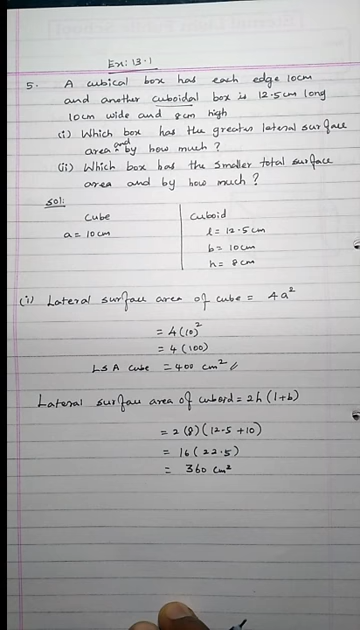 Ex: 13.1
5. A cubical box has each edge 10cm
and another cuboidal box is 12.5cm long
10cm wide and 8cm high
(i) Which box has the greater lateral surface
area and by how much?
(ii) Which box has the smaller total surface
area and by how much?
Sol:
Cube
a = 10cm
Cuboid
l = 12.5cm
b = 10cm
h = 8cm
(i) Lateral surface area of cube = 4a²
= 4(10)²
= 4(100)
LSA Cube = 400 cm² //
Lateral surface area of cuboid = 2h(l+b)
= 2(8)(12.5+10)
= 16(22.5)
= 360 cm²